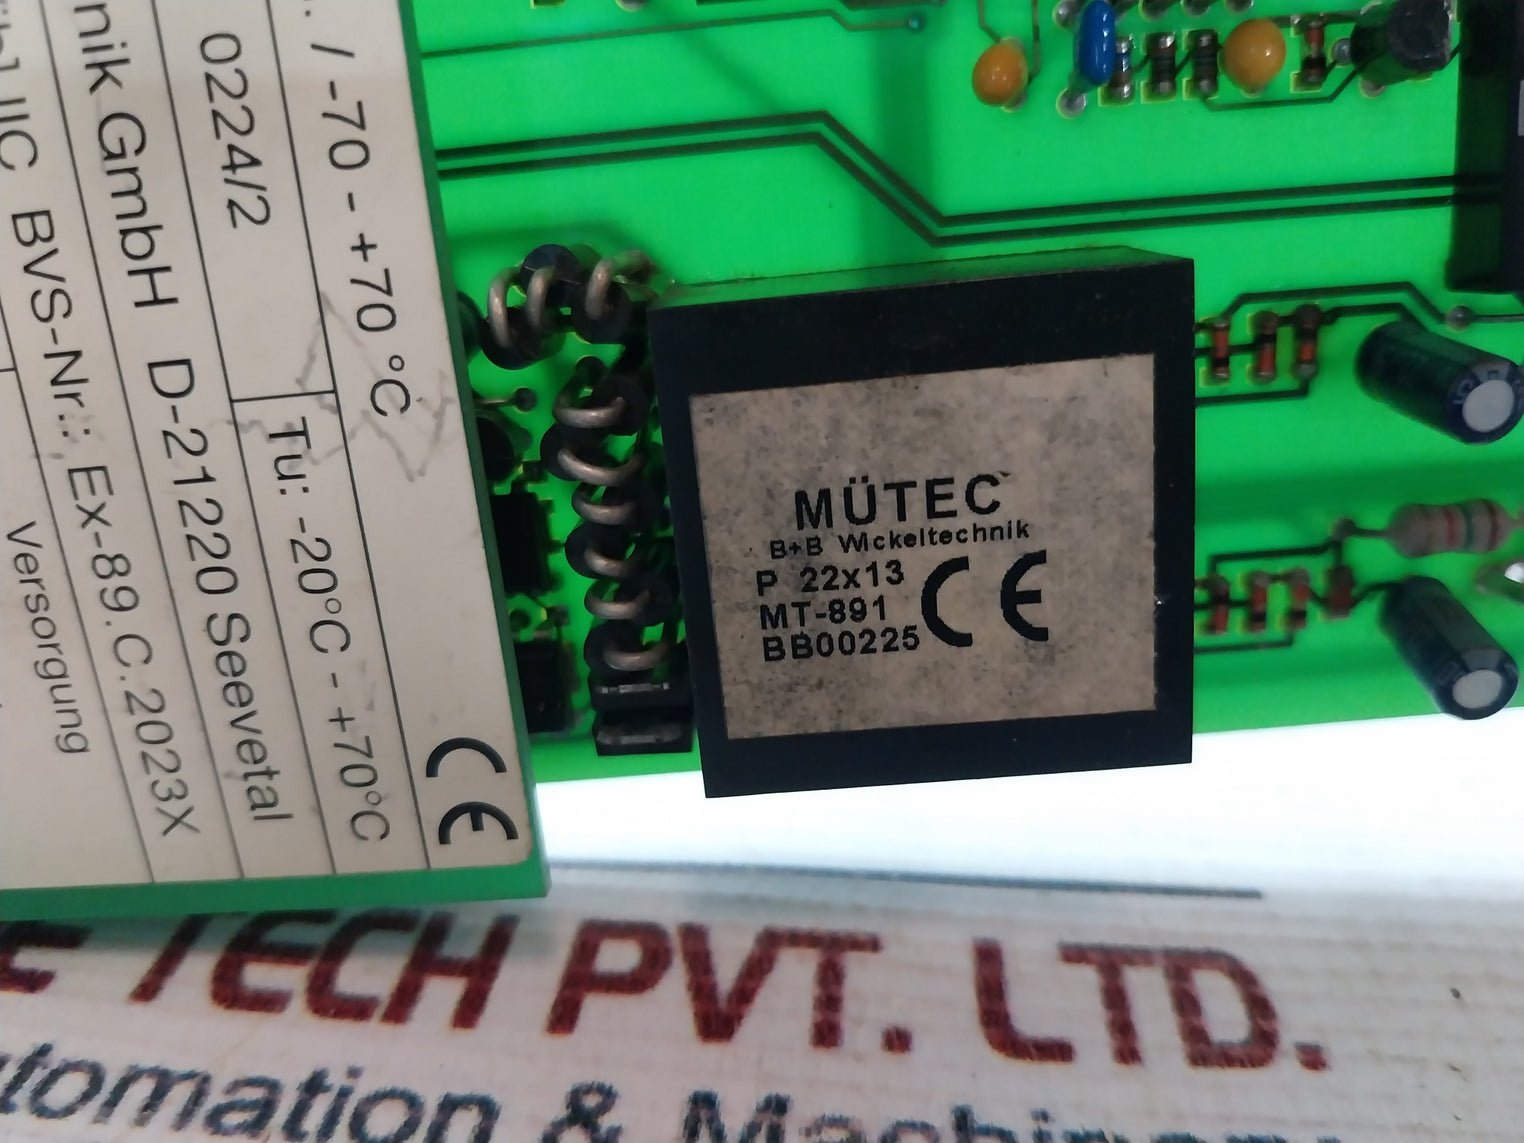 / -70 - +70 °C
0224/2
Tu: -20°C - +70°C
nik GmbH D-21220 Seevetal
IIC BVS-Nr.: Ex-89.C.2023X
Versorgung
CE
MÜTEC
B+B Wickeltechnik
P 22x13
MT-891
BB00225
CE
TECH PVT. LTD.
utomation &